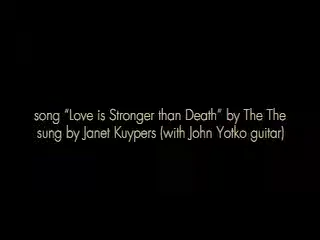 song “Love is Stronger than Death” by The The
sung by Janet Kuypers (with John Yotko guitar)